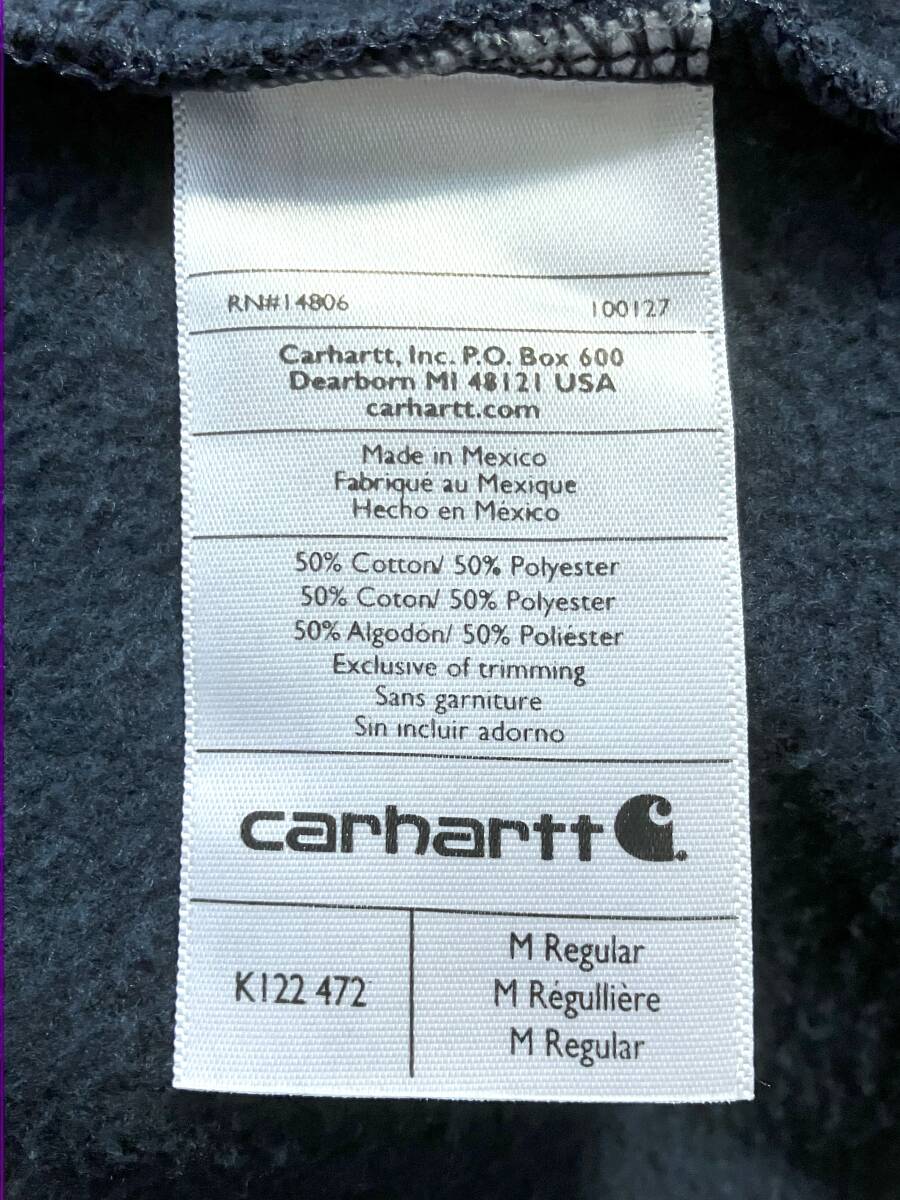 RN#14806 100127
Carhartt, Inc. P.O. Box 600
Dearborn MI 48121 USA
carhartt.com
Made in Mexico
Fabriqué au Mexique
Hecho en México
50% Cotton/ 50% Polyester
50% Coton/ 50% Polyester
50% Algodón/ 50% Poliéster
Exclusive of trimming
Sans garniture
Sin incluir adorno
carhartt
K122 472
M Regular
M Régullière
M Regular